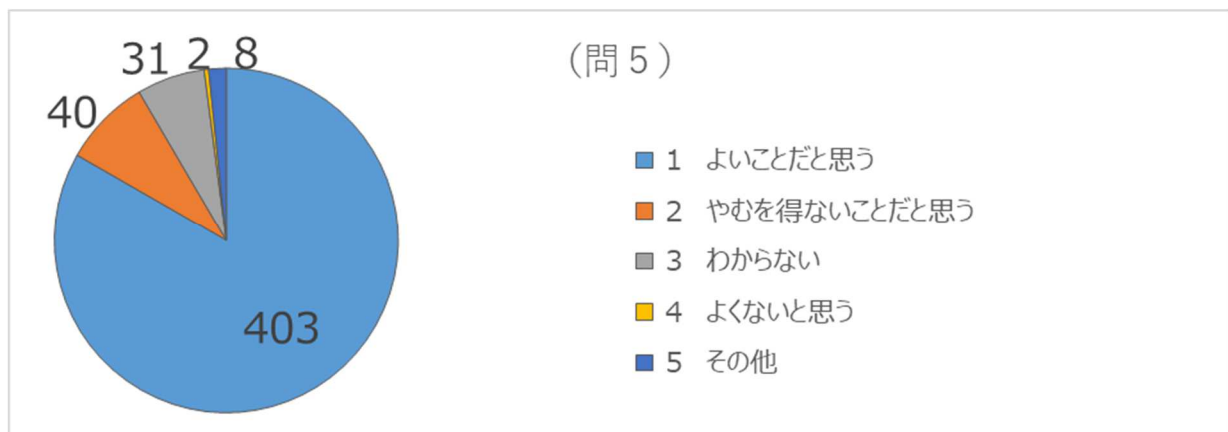 （問５）
31 2 8
40
403
1 よいことだと思う
2 やむを得ないことだと思う
3 わからない
4 よくないと思う
5 その他